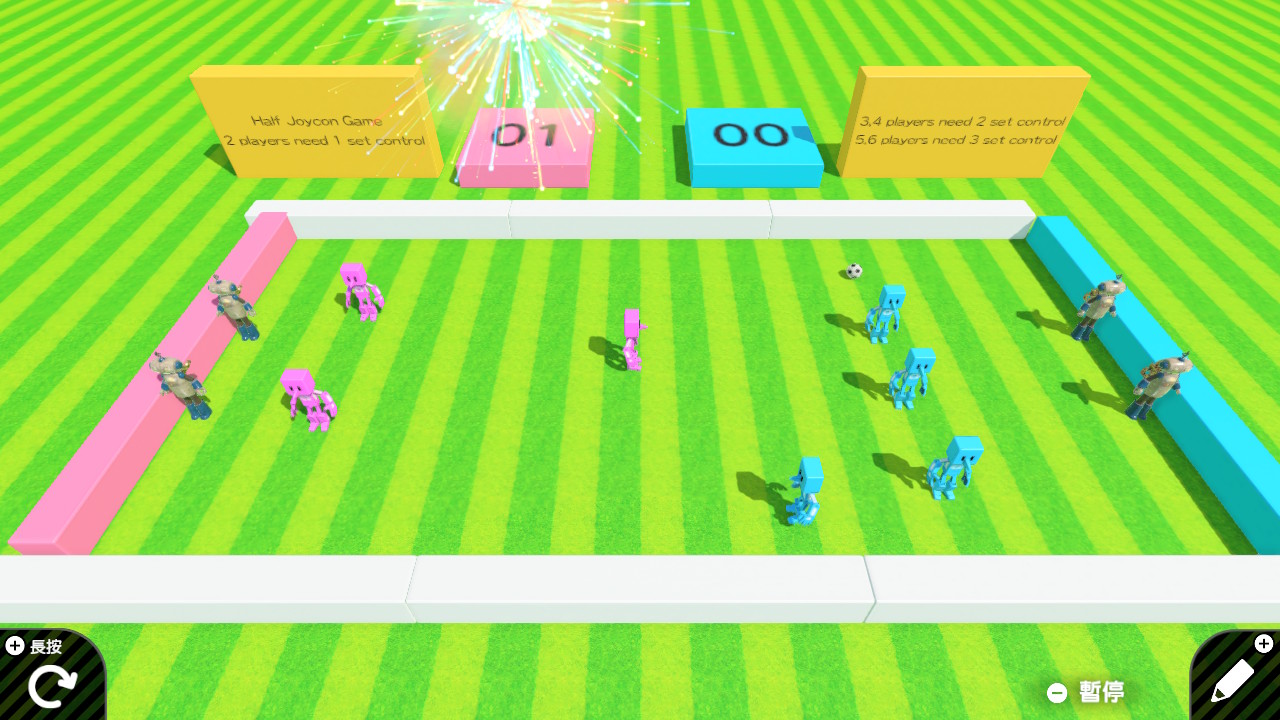 Half Joycon Game
2 players need 1 set control
01
00
3,4 players need 2 set control
5,6 players need 3 set control
長按
暫停